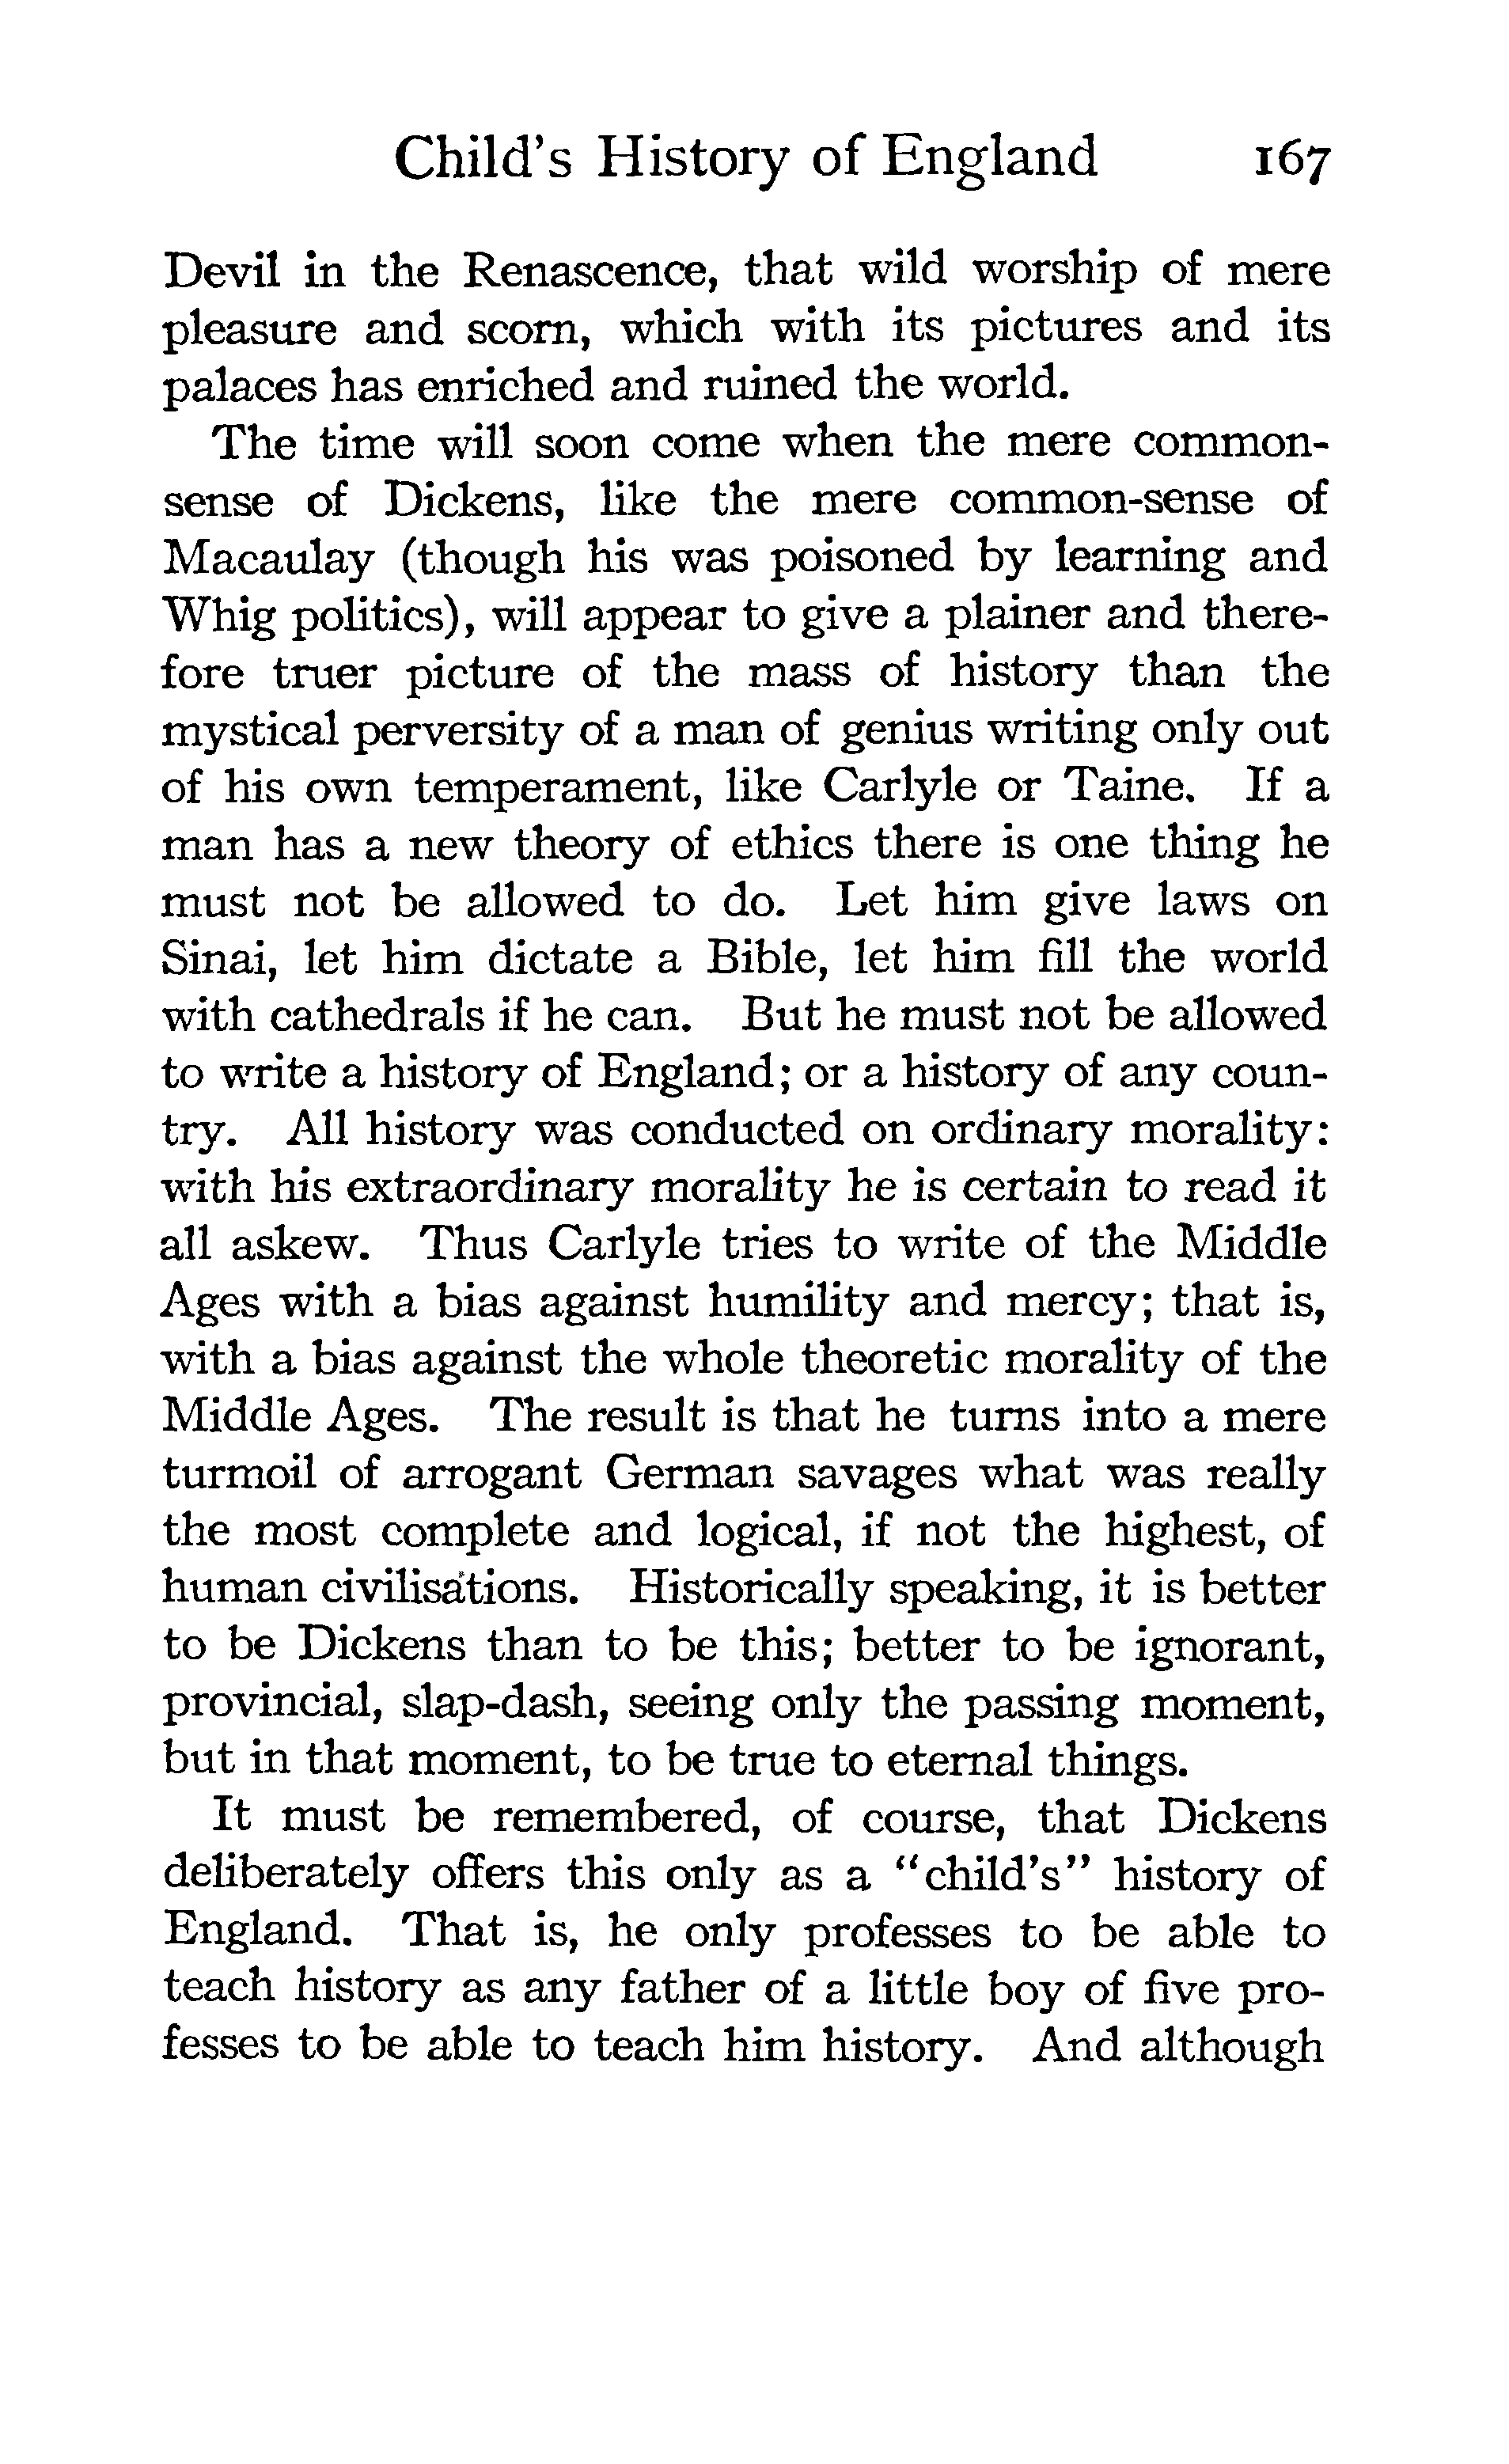 Child's History of England 167
Devil in the Renascence, that wild worship of mere
pleasure and scorn, which with its pictures and its
palaces has enriched and ruined the world.
The time will soon come when the mere common-
sense of Dickens, like the mere common-sense of
Macaulay (though his was poisoned by learning and
Whig politics), will appear to give a plainer and there-
fore truer picture of the mass of history than the
mystical perversity of a man of genius writing only out
of his own temperament, like Carlyle or Taine. If a
man has a new theory of ethics there is one thing he
must not be allowed to do. Let him give laws on
Sinai, let him dictate a Bible, let him fill the world
with cathedrals if he can. But he must not be allowed
to write a history of England; or a history of any coun-
try. All history was conducted on ordinary morality:
with his extraordinary morality he is certain to read it
all askew. Thus Carlyle tries to write of the Middle
Ages with a bias against humility and mercy; that is,
with a bias against the whole theoretic morality of the
Middle Ages. The result is that he turns into a mere
turmoil of arrogant German savages what was really
the most complete and logical, if not the highest, of
human civilisations. Historically speaking, it is better
to be Dickens than to be this; better to be ignorant,
provincial, slap-dash, seeing only the passing moment,
but in that moment, to be true to eternal things.
It must be remembered, of course, that Dickens
deliberately offers this only as a "child's" history of
England. That is, he only professes to be able to
teach history as any father of a little boy of five pro-
fesses to be able to teach him history. And although